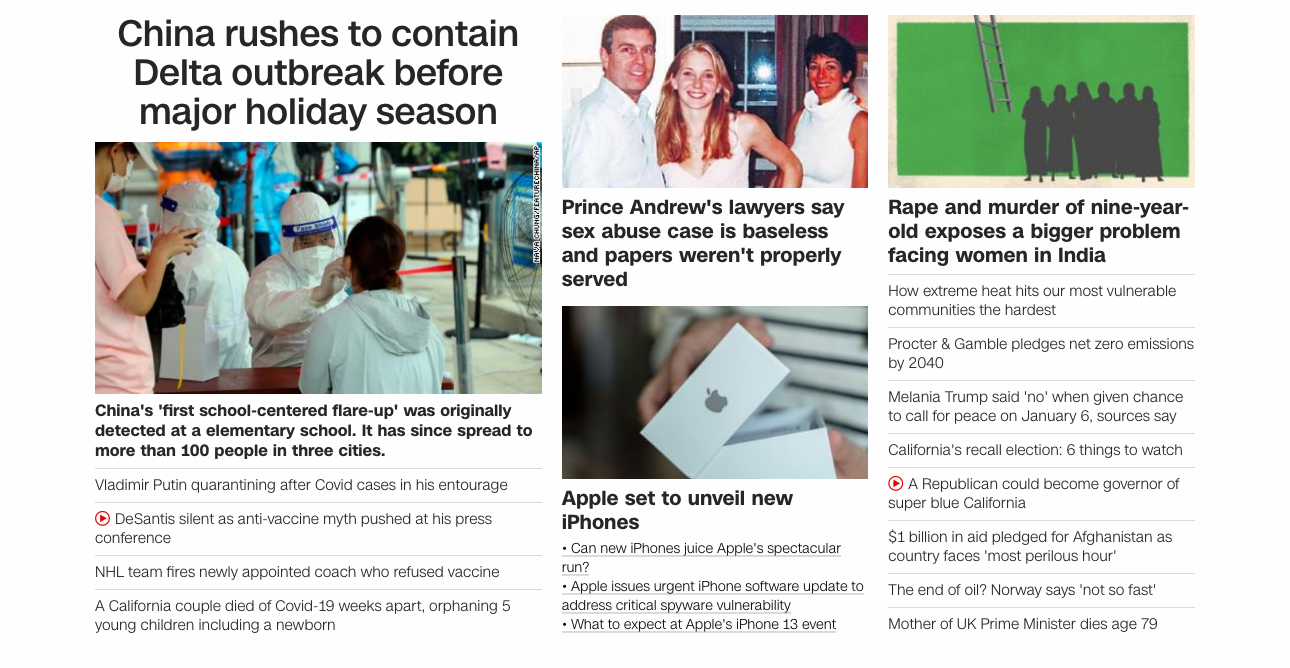 China rushes to contain
Delta outbreak before
major holiday season
NAVA CHUNG/FEATURECHINA/AP
Face Shield
China's 'first school-centered flare-up' was originally
detected at a elementary school. It has since spread to
more than 100 people in three cities.
Vladimir Putin quarantining after Covid cases in his entourage
DeSantis silent as anti-vaccine myth pushed at his press
conference
NHL team fires newly appointed coach who refused vaccine
A California couple died of Covid-19 weeks apart, orphaning 5
young children including a newborn
Prince Andrew's lawyers say
sex abuse case is baseless
and papers weren't properly
served
Apple set to unveil new
iPhones
• Can new iPhones juice Apple's spectacular
run?
• Apple issues urgent iPhone software update to
address critical spyware vulnerability
• What to expect at Apple's iPhone 13 event
Rape and murder of nine-year-
old exposes a bigger problem
facing women in India
How extreme heat hits our most vulnerable
communities the hardest
Procter & Gamble pledges net zero emissions
by 2040
Melania Trump said 'no' when given chance
to call for peace on January 6, sources say
California's recall election: 6 things to watch
A Republican could become governor of
super blue California
$1 billion in aid pledged for Afghanistan as
country faces 'most perilous hour'
The end of oil? Norway says 'not so fast'
Mother of UK Prime Minister dies age 79